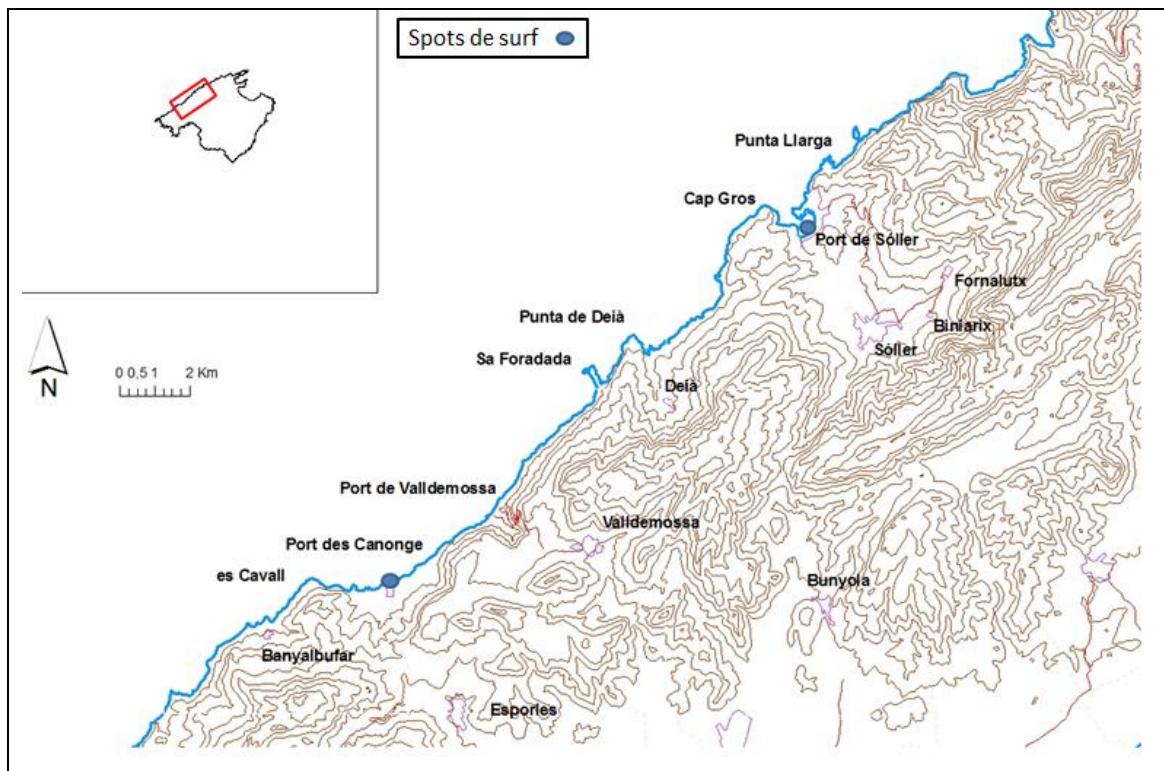 Spots de surf
Punta Llarga
Cap Gros
Port de Sóller
Fornalutx
Biniarix
Sóller
Punta de Deià
Sa Foradada
Deià
N
0 0,5 1 2 Km
Port de Valldemossa
Valldemossa
Port des Canonge
es Cavall
Bunyola
Banyalbufar
Esporles